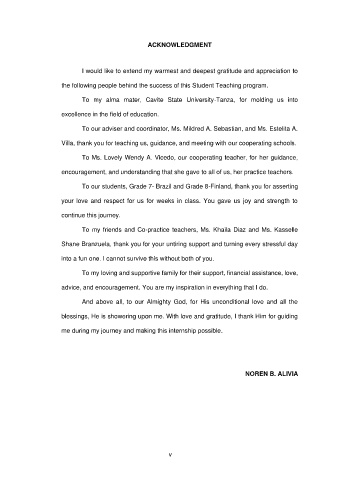 ACKNOWLEDGMENT
I would like to extend my warmest and deepest gratitude and appreciation to
the following people behind the success of this Student Teaching program.
To my alma mater, Cavite State University-Tanza, for molding us into
excellence in the field of education.
To our adviser and coordinator, Ms. Mildred A. Sebastian, and Ms. Estelita A.
Villa, thank you for teaching us, guidance, and meeting with our cooperating schools.
To Ms. Lovely Wendy A. Vicedo, our cooperating teacher, for her guidance,
encouragement, and understanding that she gave to all of us, her practice teachers.
To our students, Grade 7- Brazil and Grade 8-Finland, thank you for asserting
your love and respect for us for weeks in class. You gave us joy and strength to
continue this journey.
To my friends and Co-practice teachers, Ms. Khaila Diaz and Ms. Kasselle
Shane Branzuela, thank you for your untiring support and turning every stressful day
into a fun one. I cannot survive this without both of you.
To my loving and supportive family for their support, financial assistance, love,
advice, and encouragement. You are my inspiration in everything that I do.
And above all, to our Almighty God, for His unconditional love and all the
blessings, He is showering upon me. With love and gratitude, I thank Him for guiding
me during my journey and making this internship possible.
NOREN B. ALIVIA
v